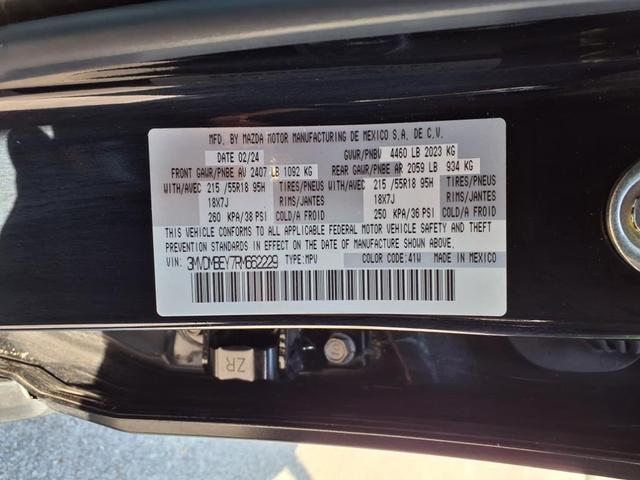 MFD. BY MAZDA MOTOR MANUFACTURING DE MEXICO S.A. DE C.V.
DATE 02/24 GVWR/PNBV 4460 LB 2023 KG
FRONT GAWR/PNBE AV 2407 LB 1092 KG REAR GAWR/PNBE AR 2059 LB 934 KG
WITH/AVEC 215 /55R18 95H TIRES/PNEUS WITH/AVEC 215 /55R18 95H TIRES/PNEUS
18X7J RIMS/JANTES 18X7J RIMS/JANTES
260 KPA/38 PSI COLD/A FROID 250 KPA/36 PSI COLD/A FROID
THIS VEHICLE CONFORMS TO ALL APPLICABLE FEDERAL MOTOR VEHICLE SAFETY AND THEFT
PREVENTION STANDARDS IN EFFECT ON THE DATE OF MANUFACTURE SHOWN ABOVE.
VIN: 3MVDMBEY7RM662229 TYPE:MPV COLOR CODE:41W MADE IN MEXICO
ZR
S